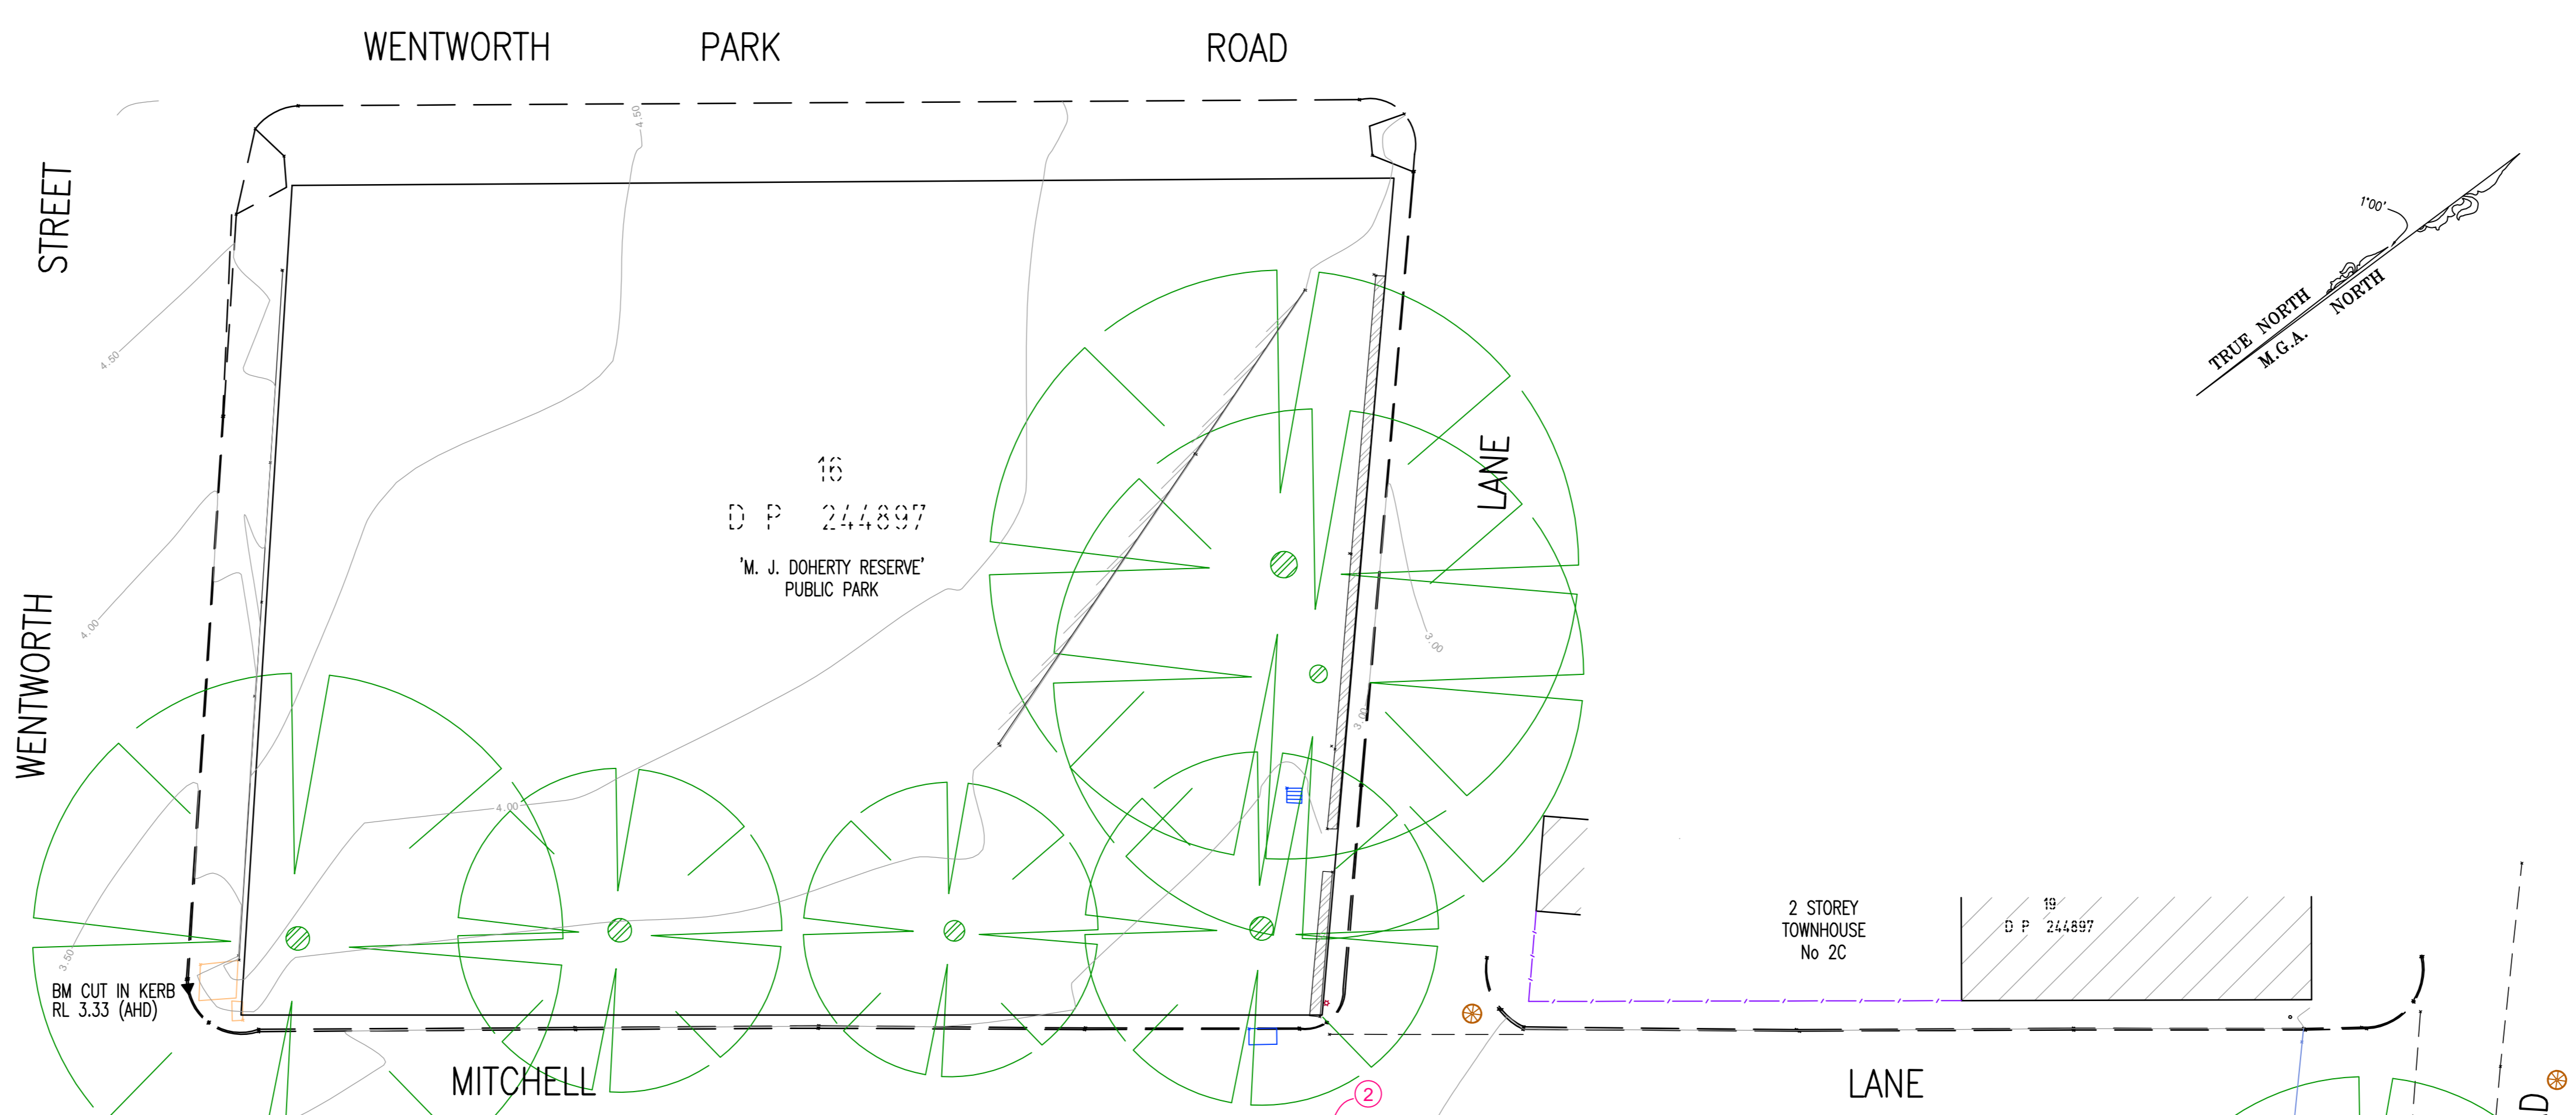 WENTWORTH PARK ROAD
STREET
WENTWORTH
4.50
4.50
4.00
4.00
3.50
3.00
3.00
16
D P 244897
'M. J. DOHERTY RESERVE'
PUBLIC PARK
LANE
1°00'
TRUE NORTH
M.G.A. NORTH
2 STOREY
TOWNHOUSE
No 2C
19
D P 244897
BM CUT IN KERB
RL 3.33 (AHD)
MITCHELL LANE
2
D